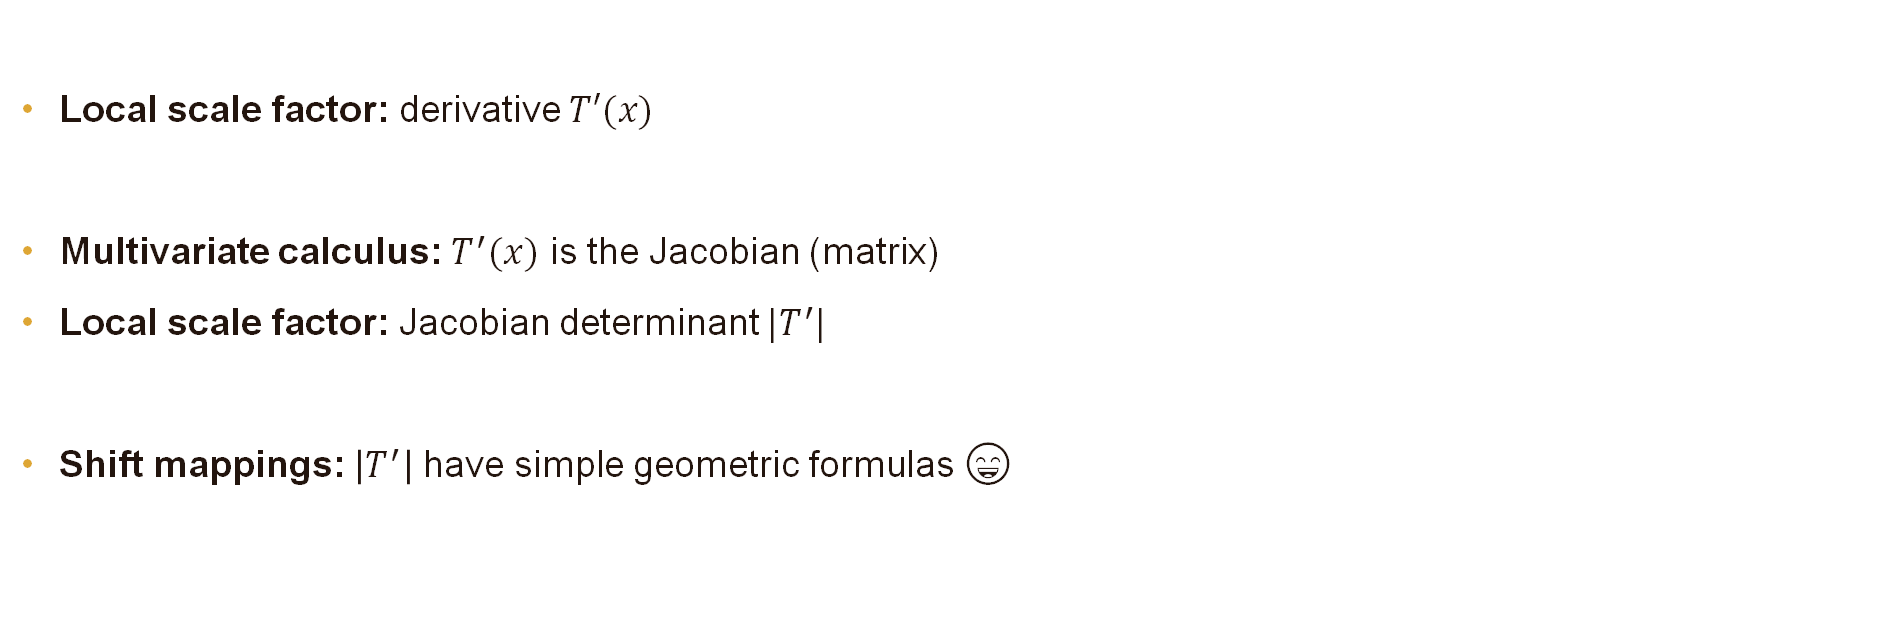 • Local scale factor: derivative T′(x)
• Multivariate calculus: T′(x) is the Jacobian (matrix)
• Local scale factor: Jacobian determinant |T′|
• Shift mappings: |T′| have simple geometric formulas 😄